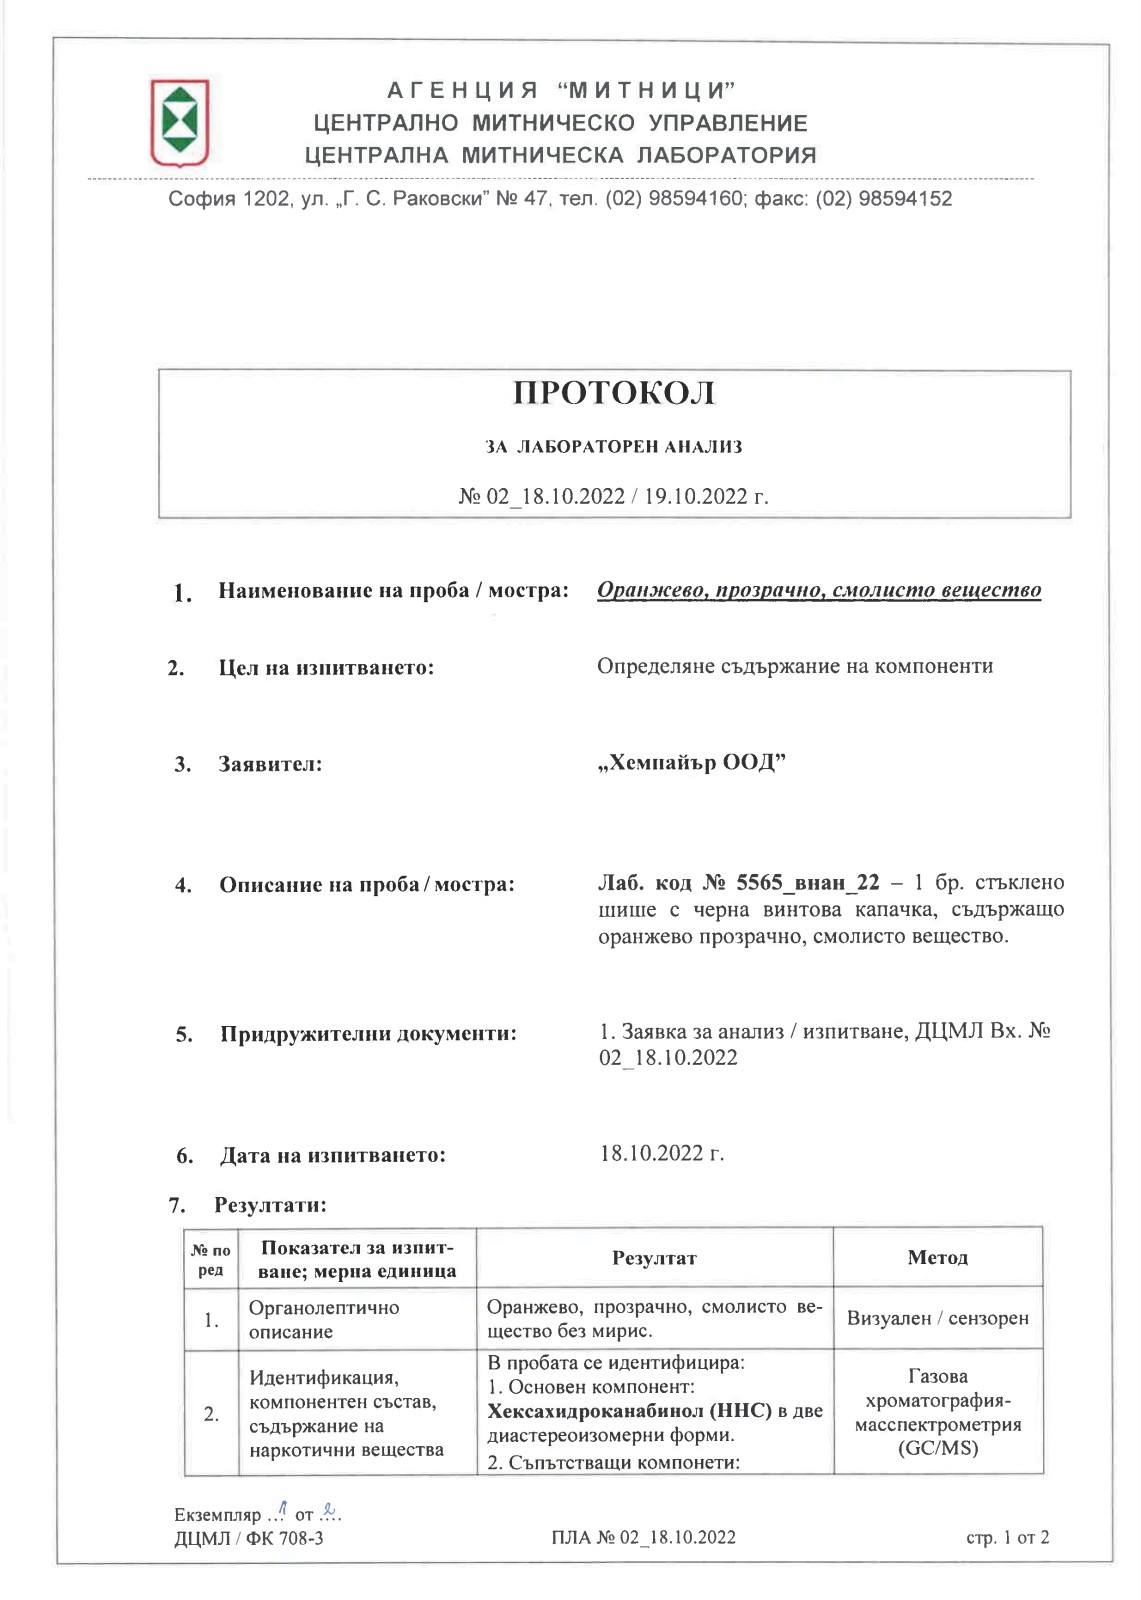 АГЕНЦИЯ “МИТНИЦИ”
ЦЕНТРАЛНО МИТНИЧЕСКО УПРАВЛЕНИЕ
ЦЕНТРАЛНА МИТНИЧЕСКА ЛАБОРАТОРИЯ
София 1202, ул. „Г. С. Раковски” № 47, тел. (02) 98594160; факс: (02) 98594152
ПРОТОКОЛ
ЗА ЛАБОРАТОРЕН АНАЛИЗ
№ 02_18.10.2022 / 19.10.2022 г.
1. Наименование на проба / мостра: Оранжево, прозрачно, смолисто вещество
2. Цел на изпитването: Определяне съдържание на компоненти
3. Заявител: „Хемпайър ООД”
4. Описание на проба / мостра: Лаб. код № 5565_внан_22 – 1 бр. стъклено
шише с черна винтова капачка, съдържащо
оранжево прозрачно, смолисто вещество.
5. Придружителни документи: 1. Заявка за анализ / изпитване, ДЦМЛ Вх. №
02_18.10.2022
6. Дата на изпитването: 18.10.2022 г.
7. Резултати:
№ по
ред
Показател за изпит-
ване; мерна единица
Резултат
Метод
1.
Органолептично
описание
Оранжево, прозрачно, смолисто ве-
щество без мирис.
Визуален / сензорен
2.
Идентификация,
компонентен състав,
съдържание на
наркотични вещества
В пробата се идентифицира:
1. Основен компонент:
Хексахидроканабинол (ННС) в две
диастереоизомерни форми.
2. Съпътстващи компонети:
Газова
хроматография-
масспектрометрия
(GC/MS)
Екземпляр ..1 от .2..
ДЦМЛ / ФК 708-3 ПЛА № 02_18.10.2022 стр. 1 от 2